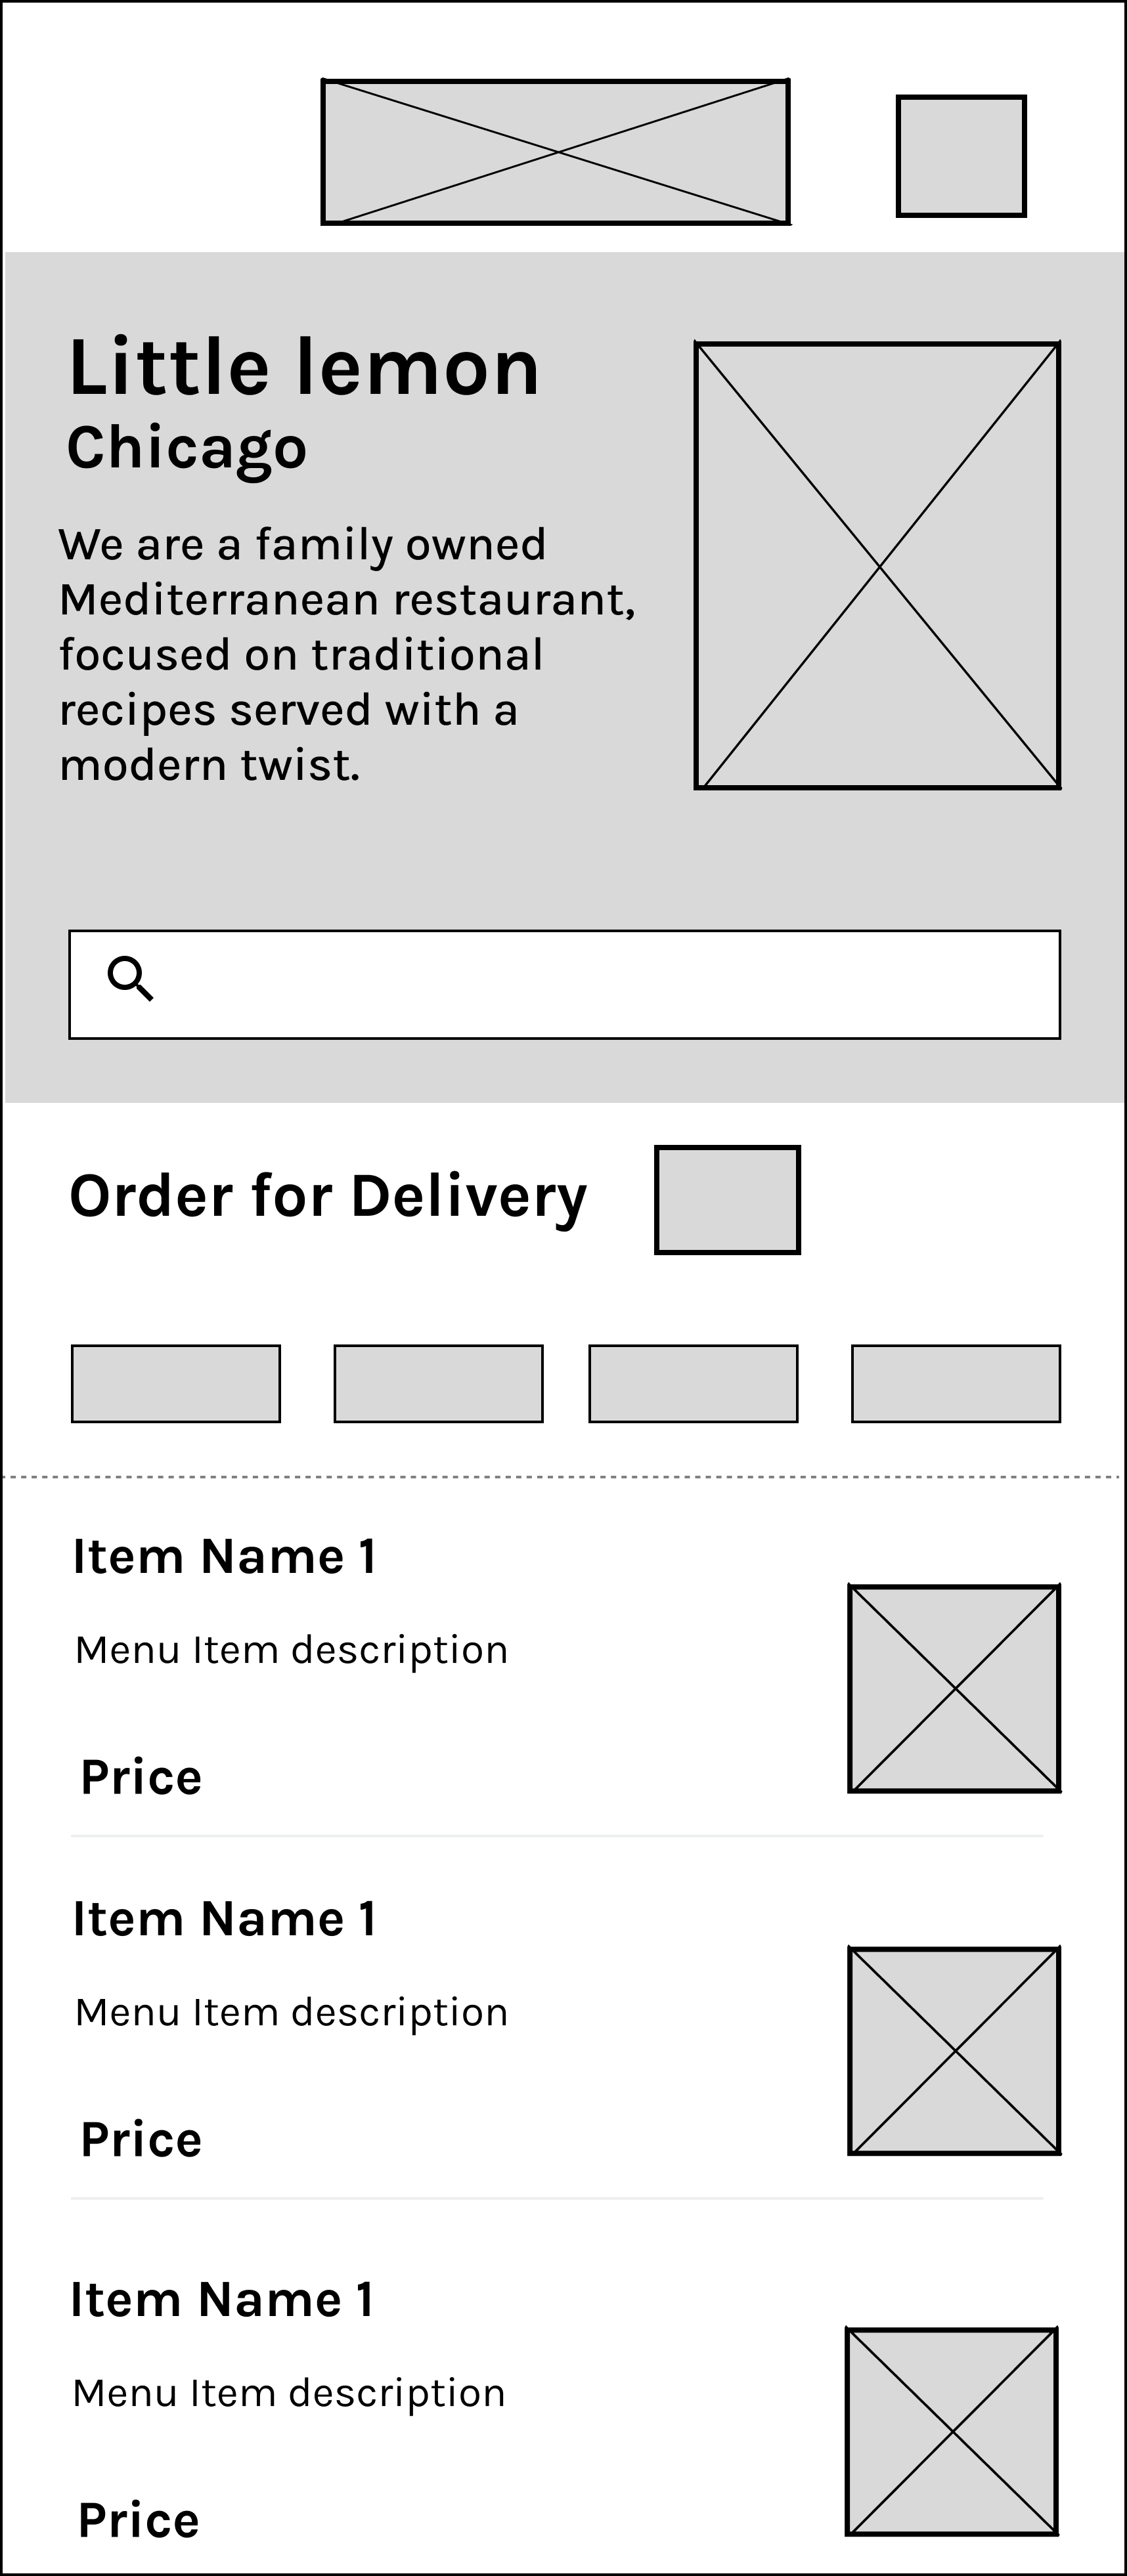 Little lemon
Chicago
We are a family owned
Mediterranean restaurant,
focused on traditional
recipes served with a
modern twist.
Order for Delivery
Item Name 1
Menu Item description
Price
Item Name 1
Menu Item description
Price
Item Name 1
Menu Item description
Price